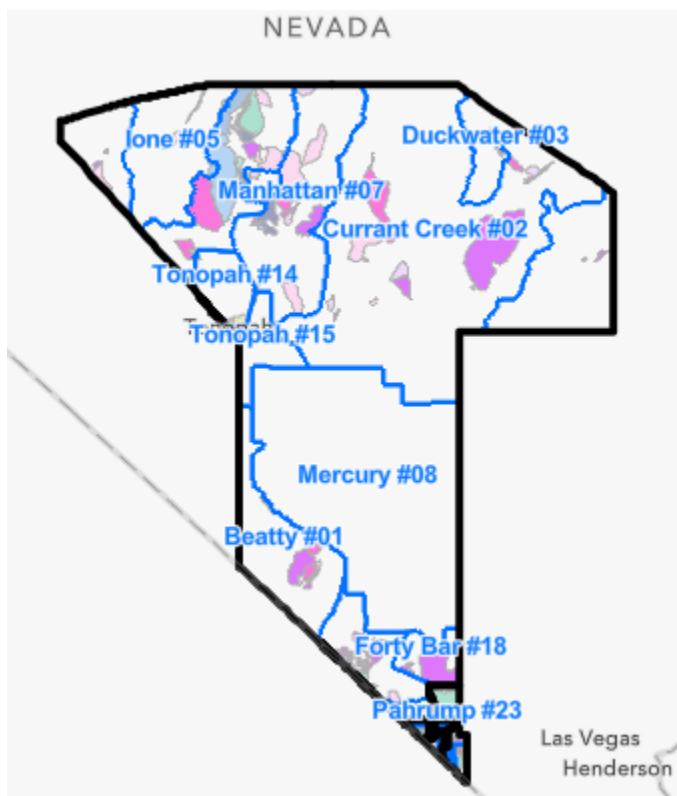 NEVADA
Ione #05
Duckwater #03
Manhattan #07
Currant Creek #02
Tonopah #14
Tonopah
Tonopah #15
Mercury #08
Beatty #01
Forty Bar #18
Pahrump #23
Las Vegas
Henderson